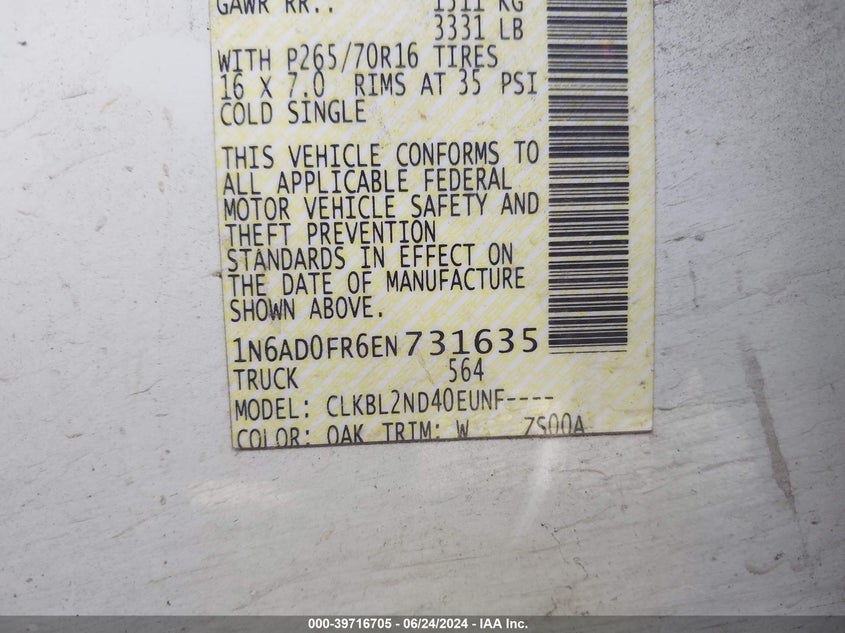 GAWR RR.: 1511 KG
3331 LB
WITH P265/70R16 TIRES
16 X 7.0 RIMS AT 35 PSI
COLD SINGLE
THIS VEHICLE CONFORMS TO
ALL APPLICABLE FEDERAL
MOTOR VEHICLE SAFETY AND
THEFT PREVENTION
STANDARDS IN EFFECT ON
THE DATE OF MANUFACTURE
SHOWN ABOVE.
1N6AD0FR6EN731635
TRUCK 564
MODEL: CLKBL2ND40EUNF----
COLOR: QAK TRIM: W ZS00A
000-39716705 - 06/24/2024 - IAA Inc.